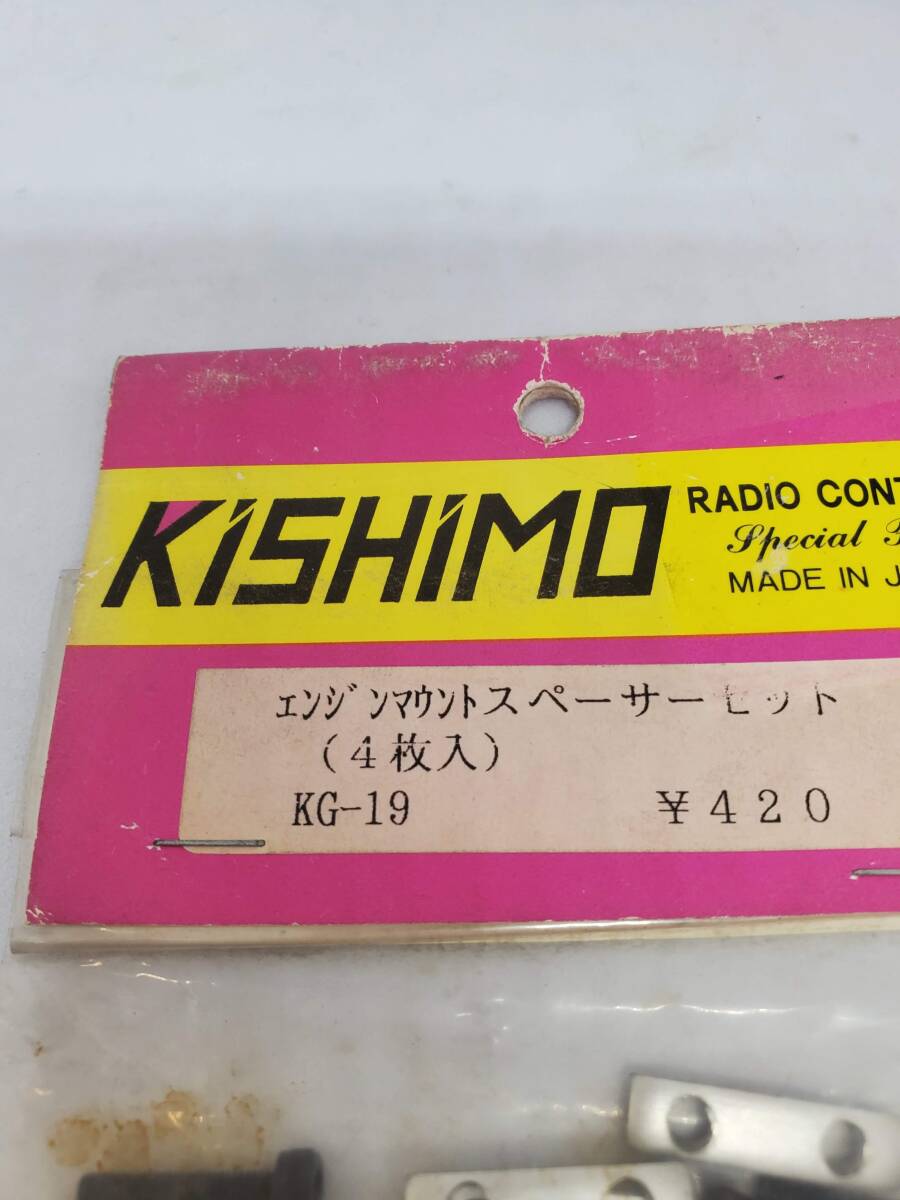 KISHIMO
RADIO CONT
Special
MADE IN J
ｴﾝｼﾞﾝﾏｳﾝﾄスペーサーセット
(４枚入)
KG-19 ￥４２０